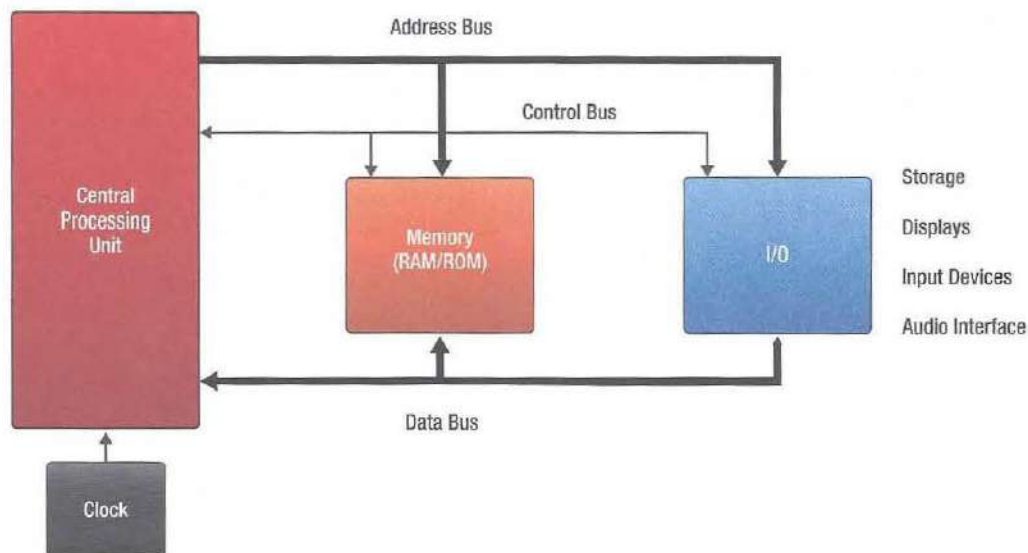 Address Bus
Control Bus
Central
Processing
Unit
Memory
(RAM/ROM)
I/O
Storage
Displays
Input Devices
Audio Interface
Data Bus
Clock